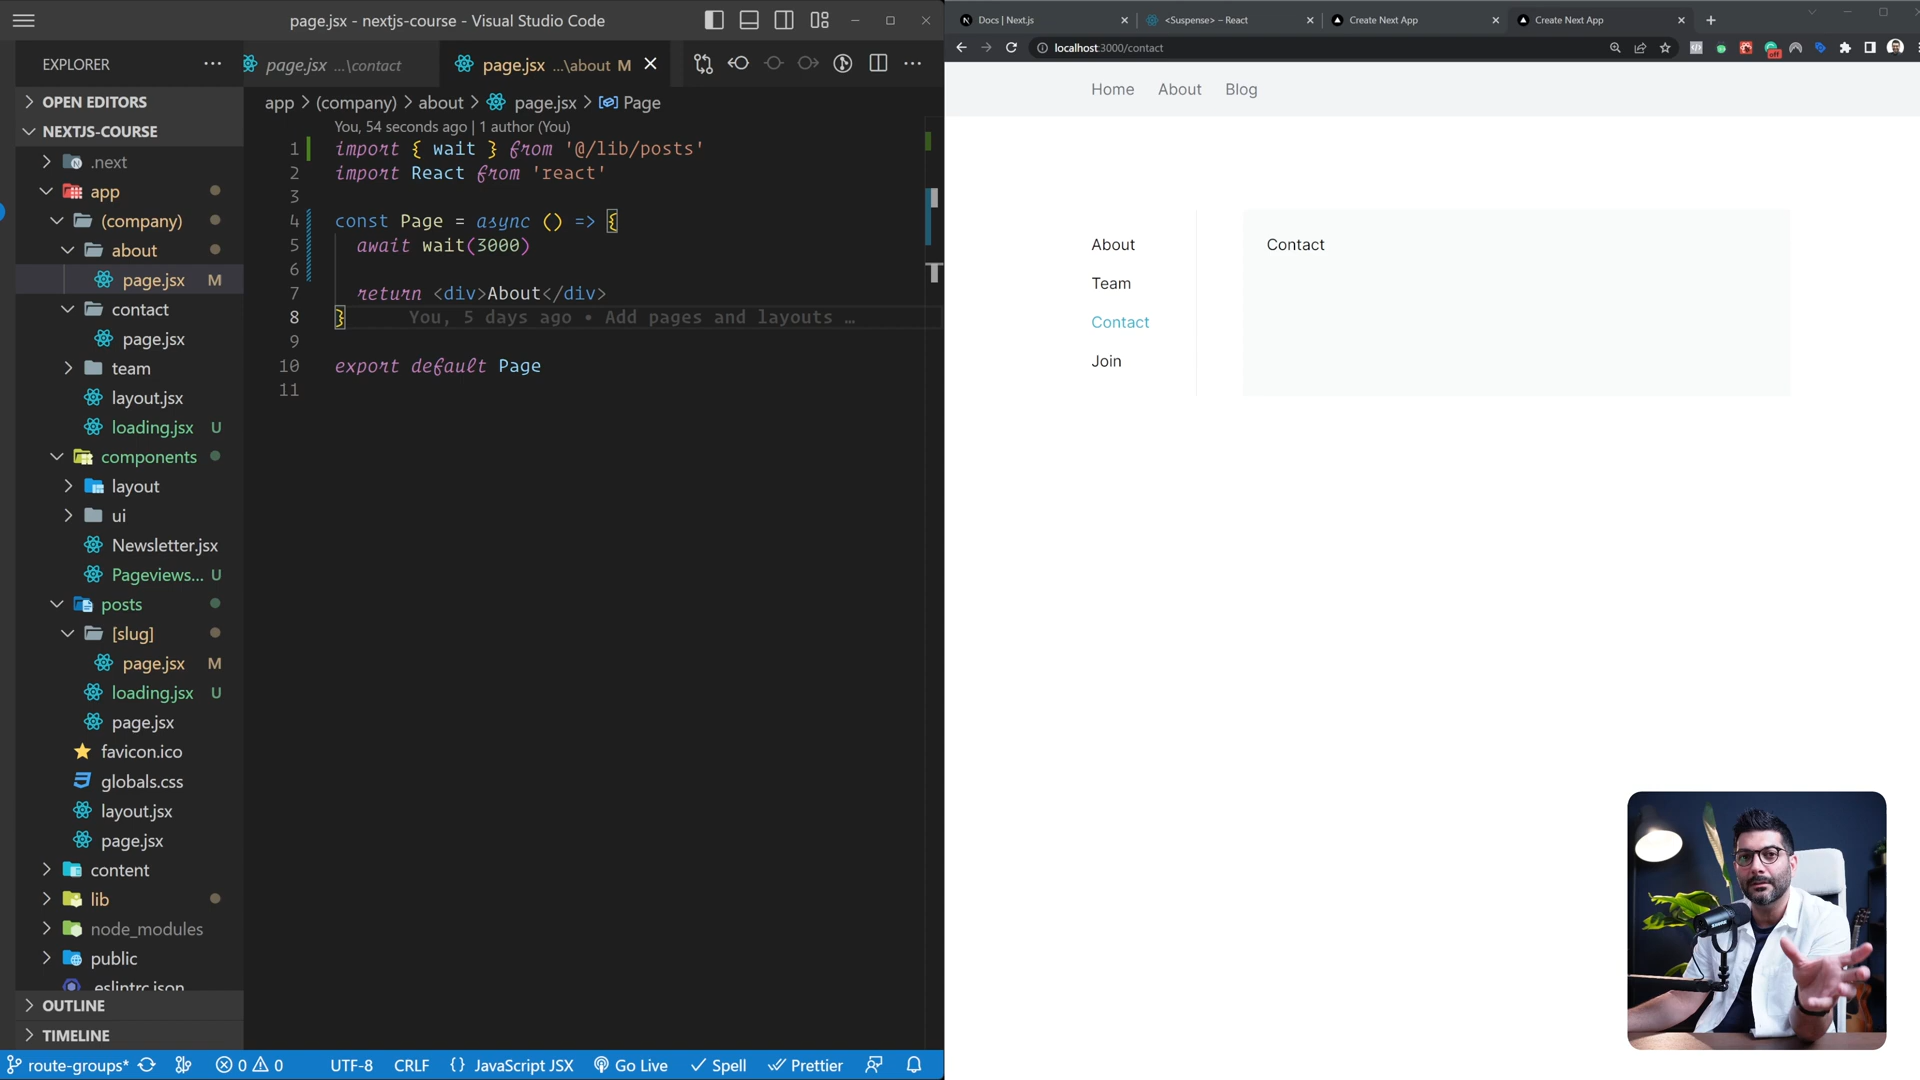 page.jsx - nextjs-course - Visual Studio Code
EXPLORER
OPEN EDITORS
NEXTJS-COURSE
.next
app
(company)
about
page.jsx M
contact
page.jsx
team
layout.jsx
loading.jsx U
components
layout
ui
Newsletter.jsx
Pageviews... U
posts
[slug]
page.jsx M
loading.jsx U
page.jsx
favicon.ico
globals.css
layout.jsx
page.jsx
content
lib
node_modules
public
.eslintrc.json
OUTLINE
TIMELINE
page.jsx ...\contact
page.jsx ...\about M
app > (company) > about > page.jsx > Page
You, 54 seconds ago | 1 author (You)
1 import { wait } from '@/lib/posts'
2 import React from 'react'
3
4 const Page = async () => {
5 await wait(3000)
6
7 return <div>About</div>
8 } You, 5 days ago • Add pages and layouts …
9
10 export default Page
11
route-groups* 0 0 UTF-8 CRLF {} JavaScript JSX Go Live Spell Prettier
Docs | Next.js
<Suspense> – React
Create Next App
Create Next App
localhost:3000/contact
off
Home About Blog
About
Team
Contact
Join
Contact